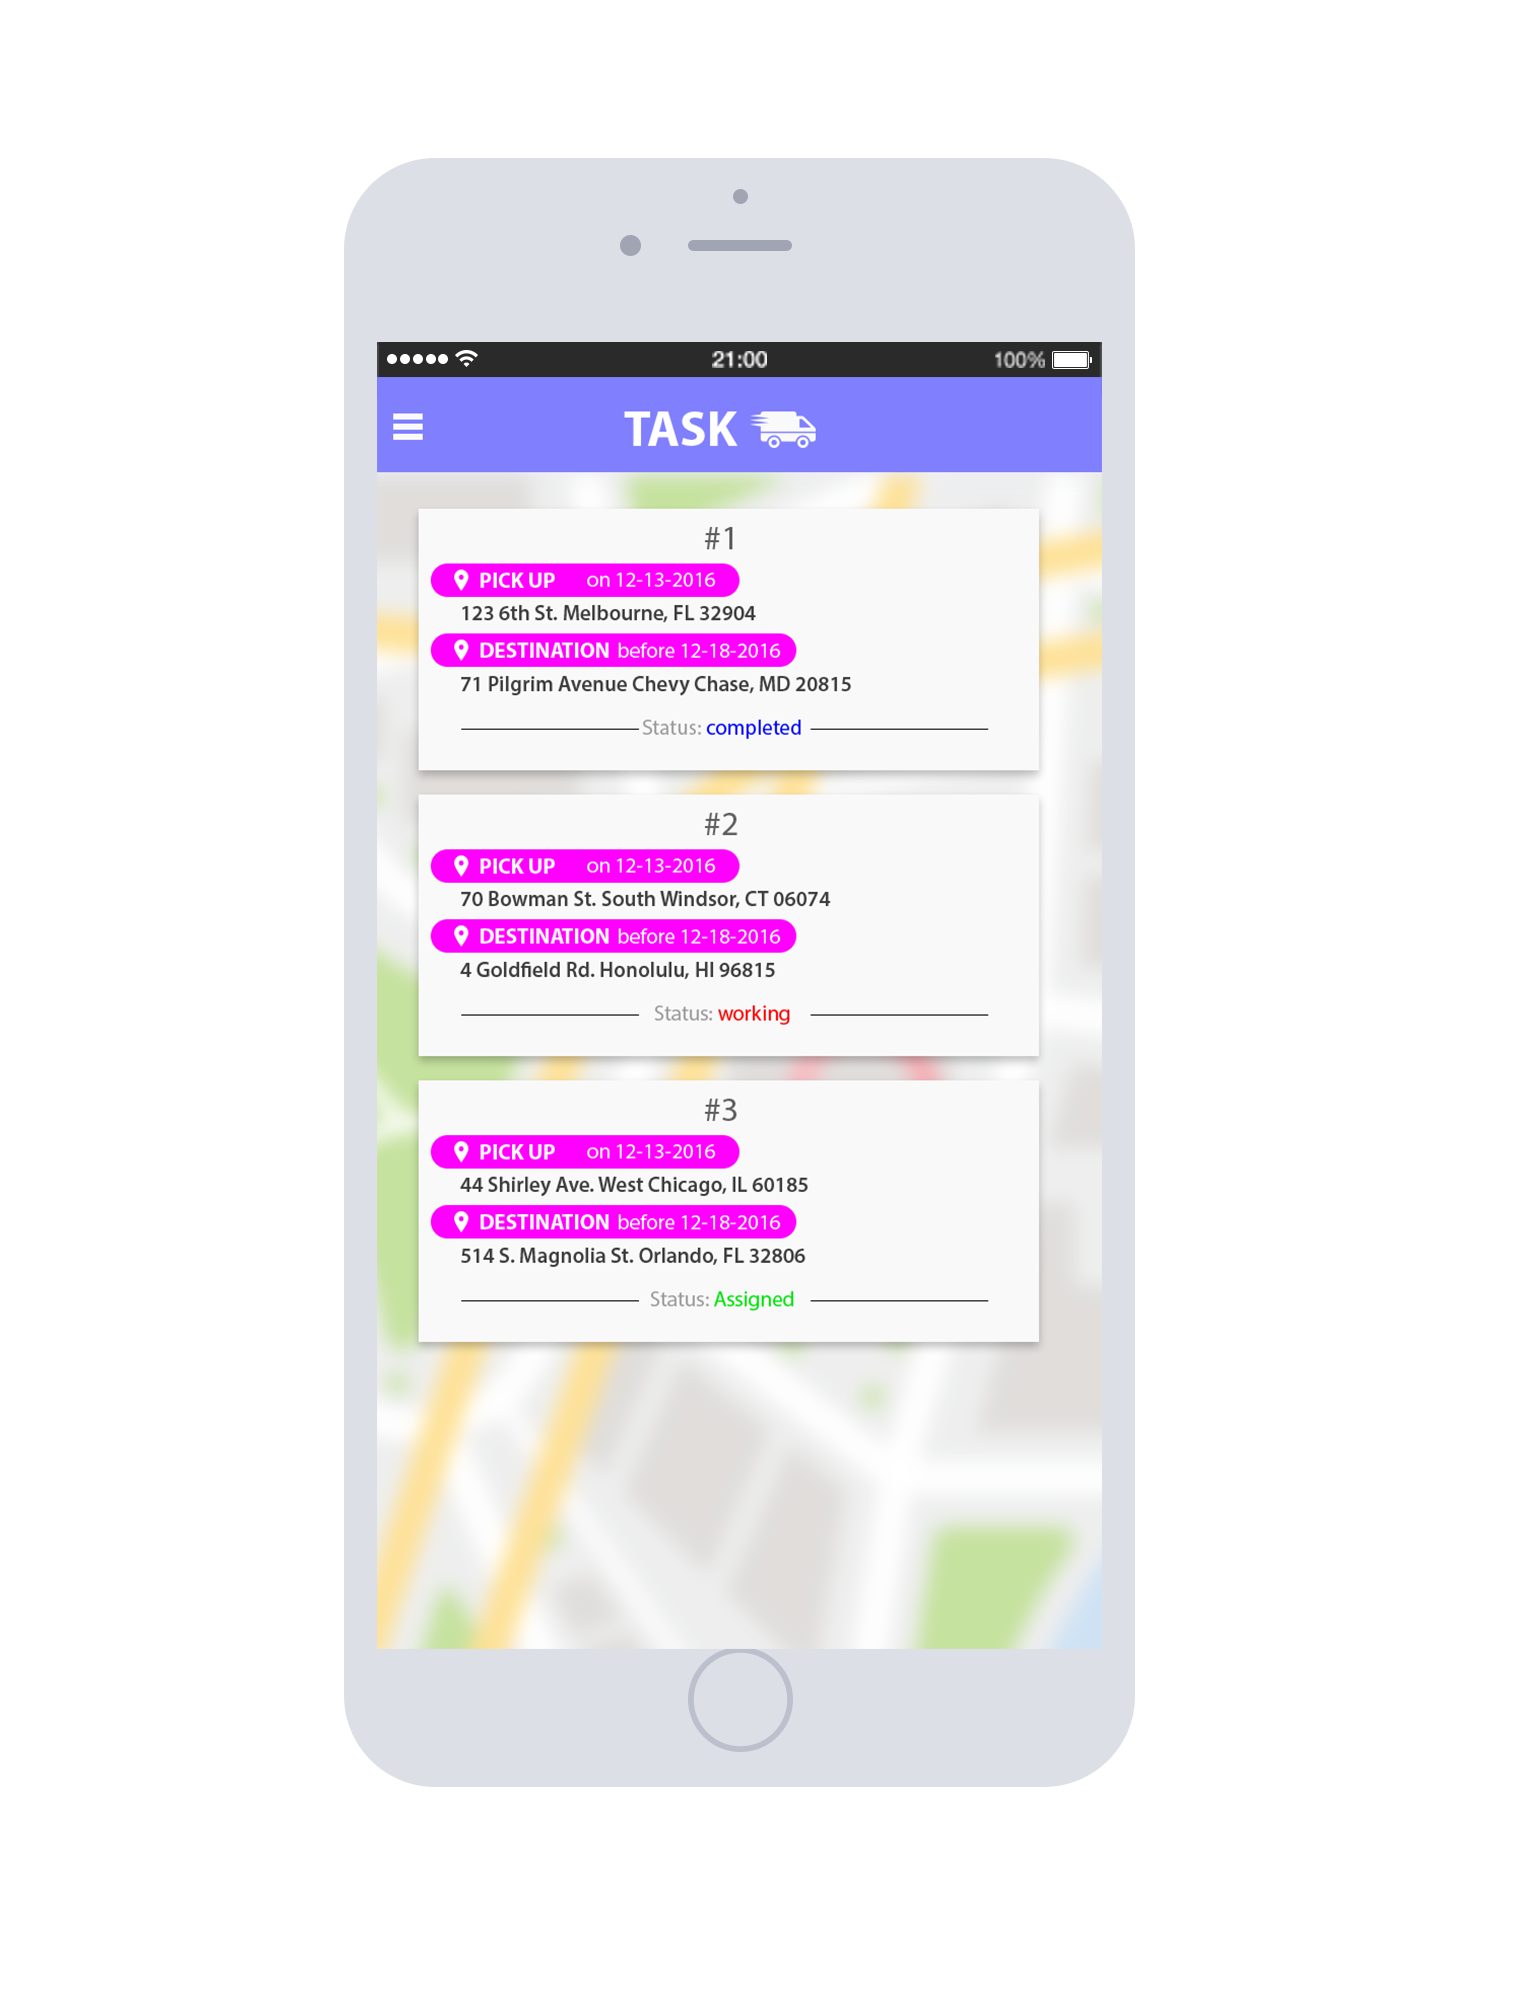 21:00 100%
TASK
#1
PICK UP on 12-13-2016
123 6th St. Melbourne, FL 32904
DESTINATION before 12-18-2016
71 Pilgrim Avenue Chevy Chase, MD 20815
Status: completed
#2
PICK UP on 12-13-2016
70 Bowman St. South Windsor, CT 06074
DESTINATION before 12-18-2016
4 Goldfield Rd. Honolulu, HI 96815
Status: working
#3
PICK UP on 12-13-2016
44 Shirley Ave. West Chicago, IL 60185
DESTINATION before 12-18-2016
514 S. Magnolia St. Orlando, FL 32806
Status: Assigned